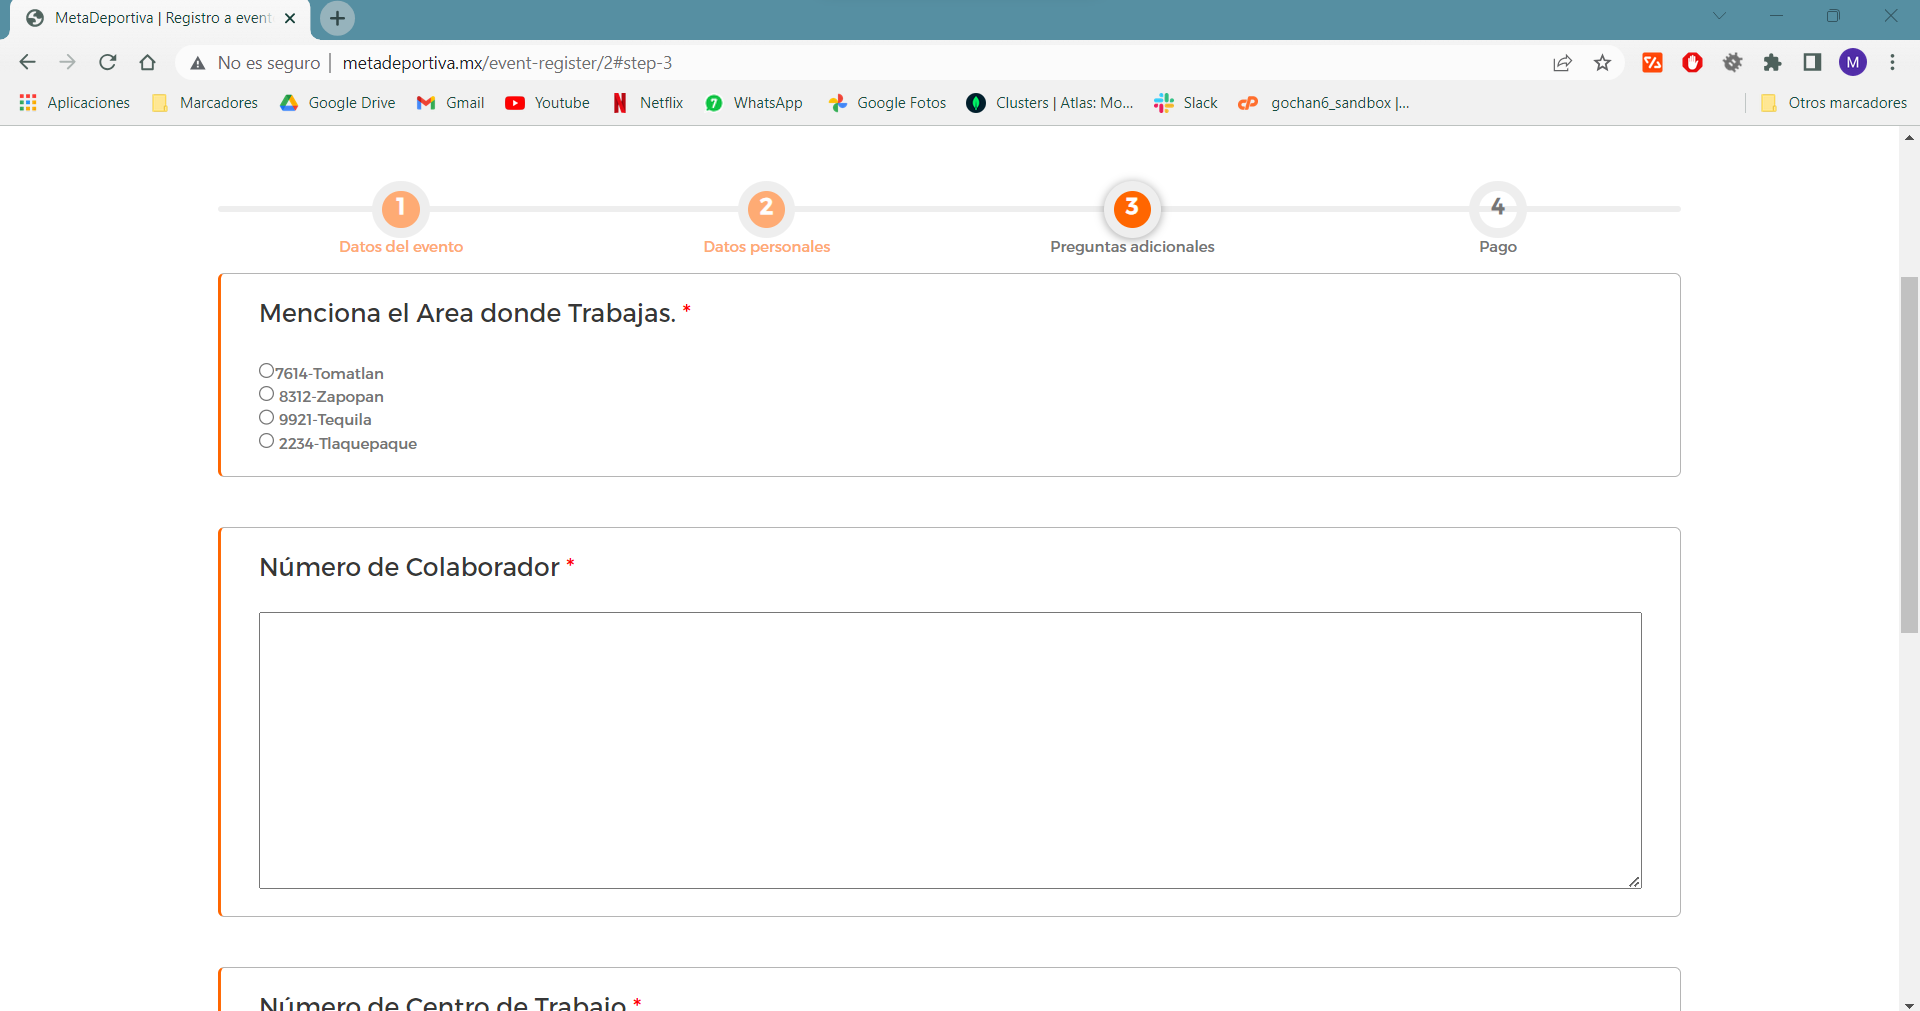 MetaDeportiva | Registro a event
No es seguro | metadeportiva.mx/event-register/2#step-3
M
Aplicaciones Marcadores Google Drive Gmail Youtube Netflix 7 WhatsApp Google Fotos Clusters | Atlas: Mo... Slack cP gochan6_sandbox |... Otros marcadores
1 2 3 4
Datos del evento Datos personales Preguntas adicionales Pago
Menciona el Area donde Trabajas. *
7614-Tomatlan
8312-Zapopan
9921-Tequila
2234-Tlaquepaque
Número de Colaborador *
Número de Centro de Trabajo *